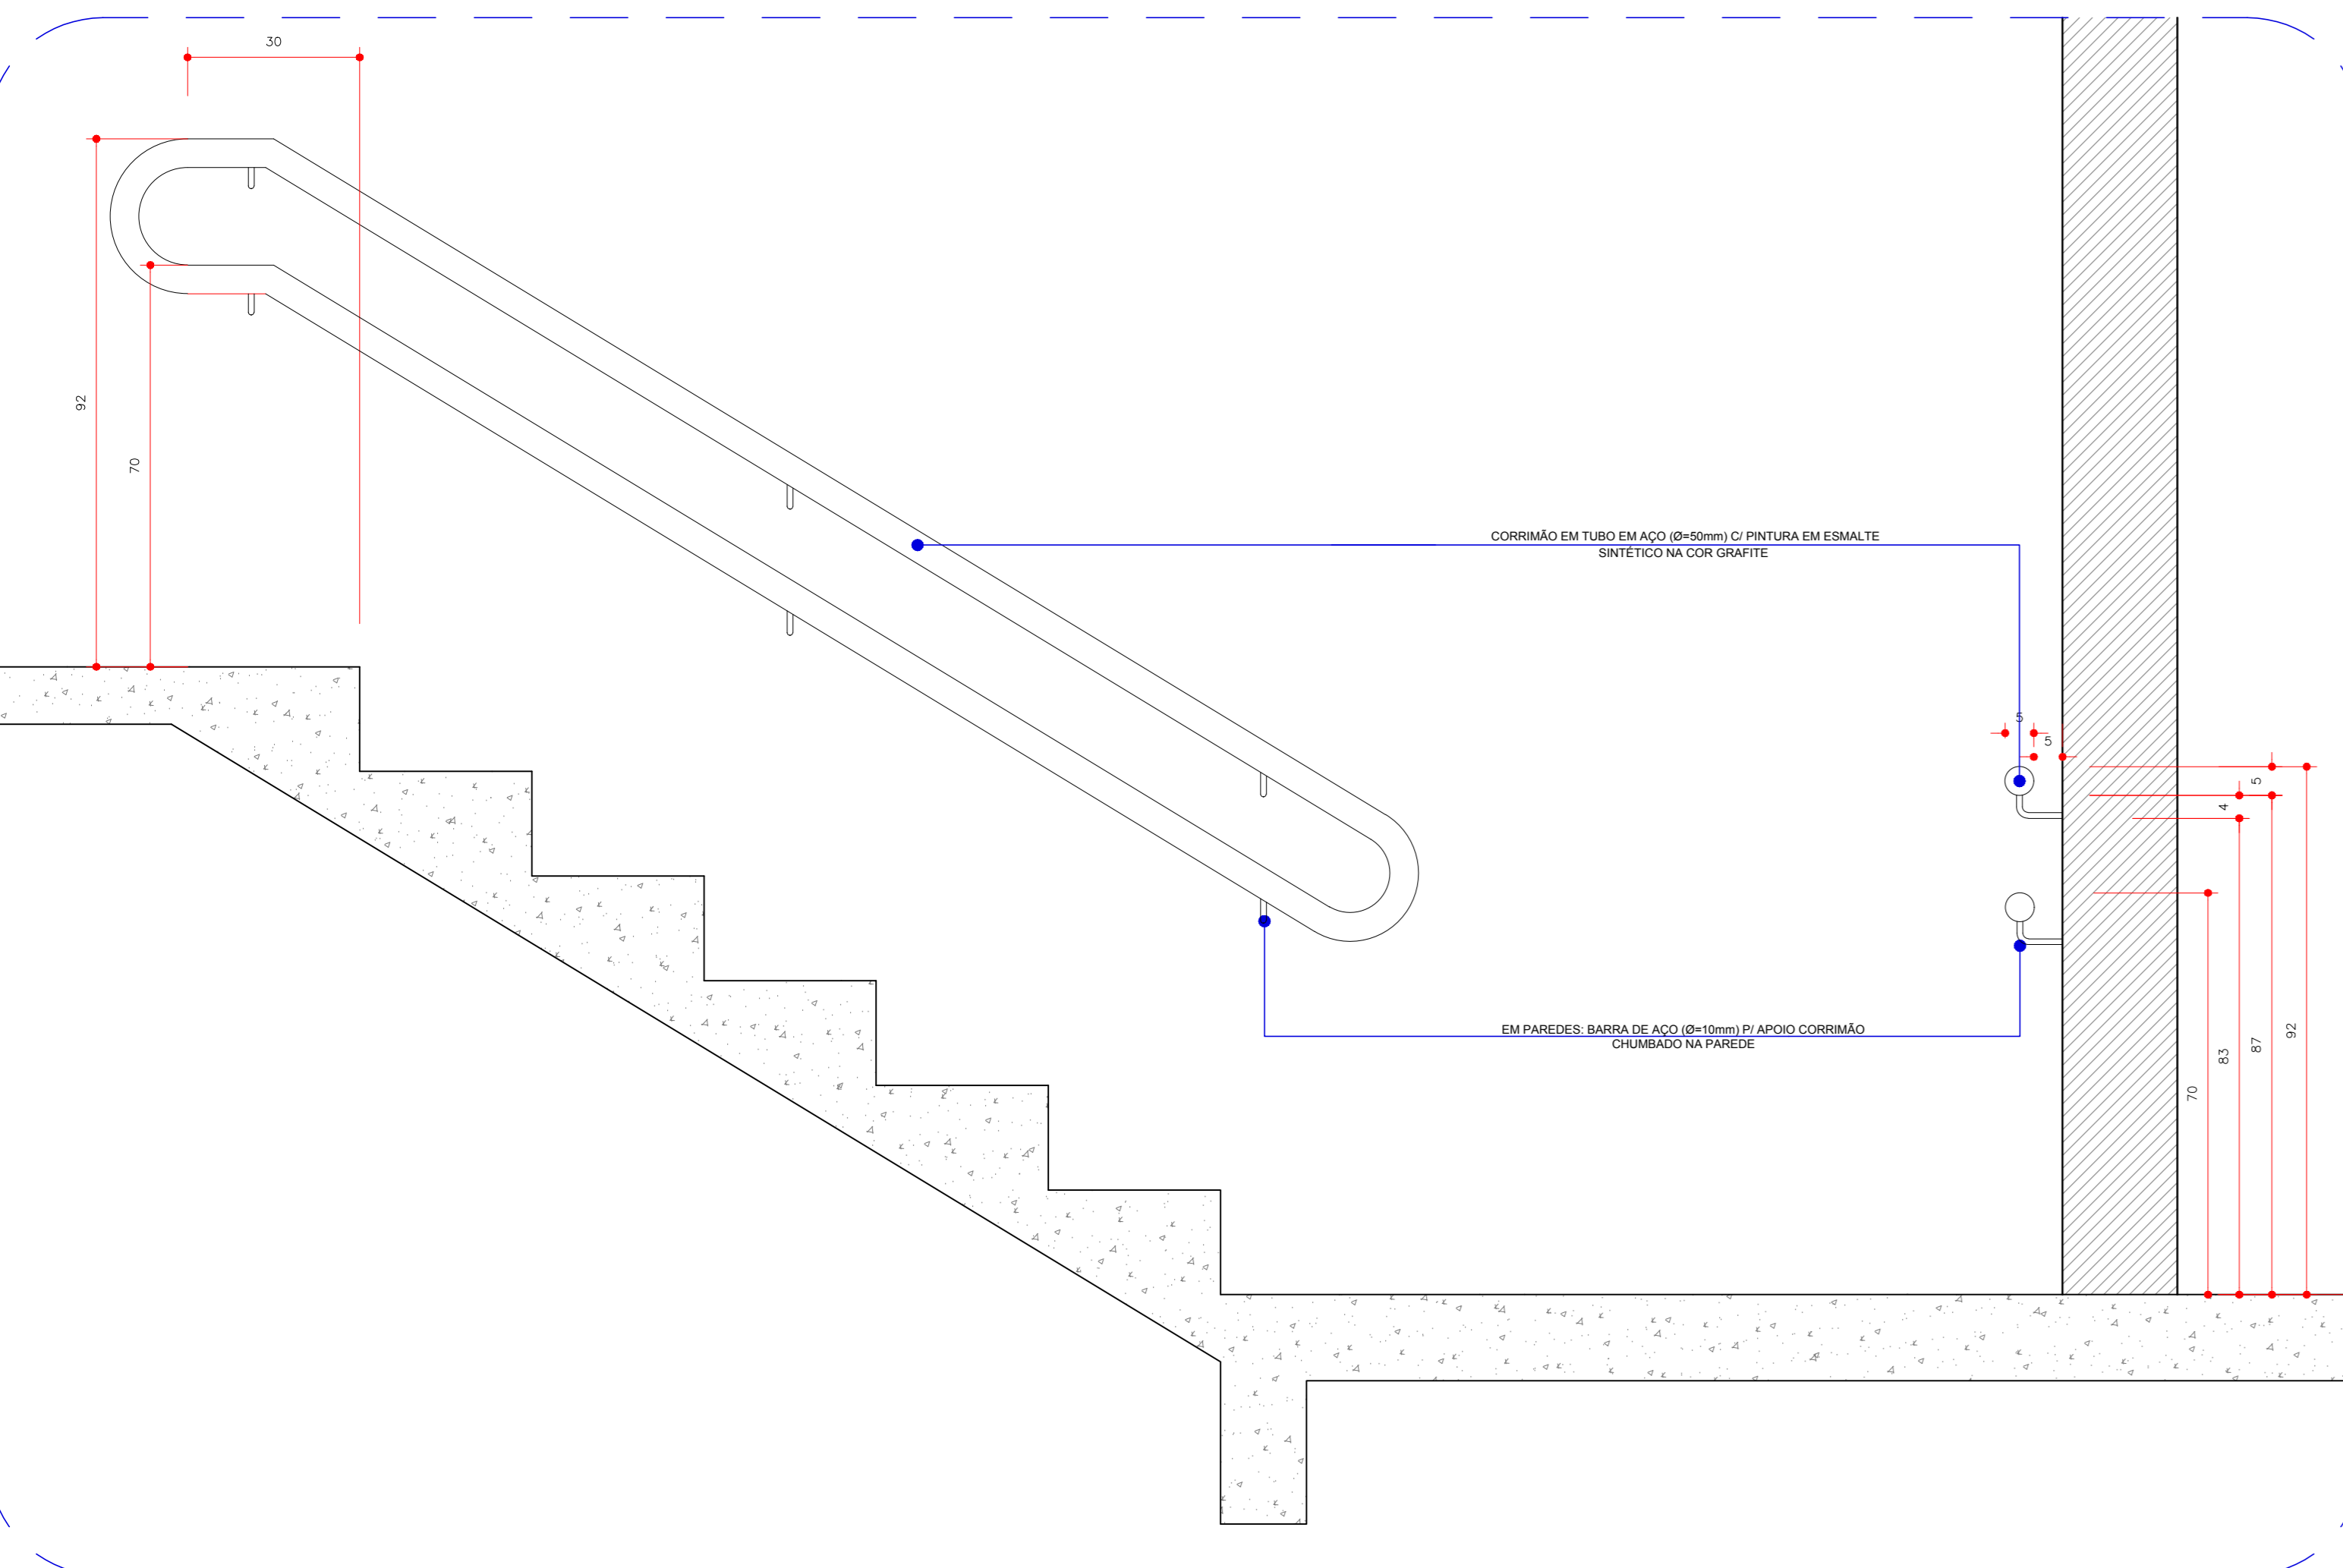 30
92
70
CORRIMÃO EM TUBO EM AÇO (Ø=50mm) C/ PINTURA EM ESMALTE
SINTÉTICO NA COR GRAFITE
5
5
5
4
EM PAREDES: BARRA DE AÇO (Ø=10mm) P/ APOIO CORRIMÃO
CHUMBADO NA PAREDE
70
83
87
92